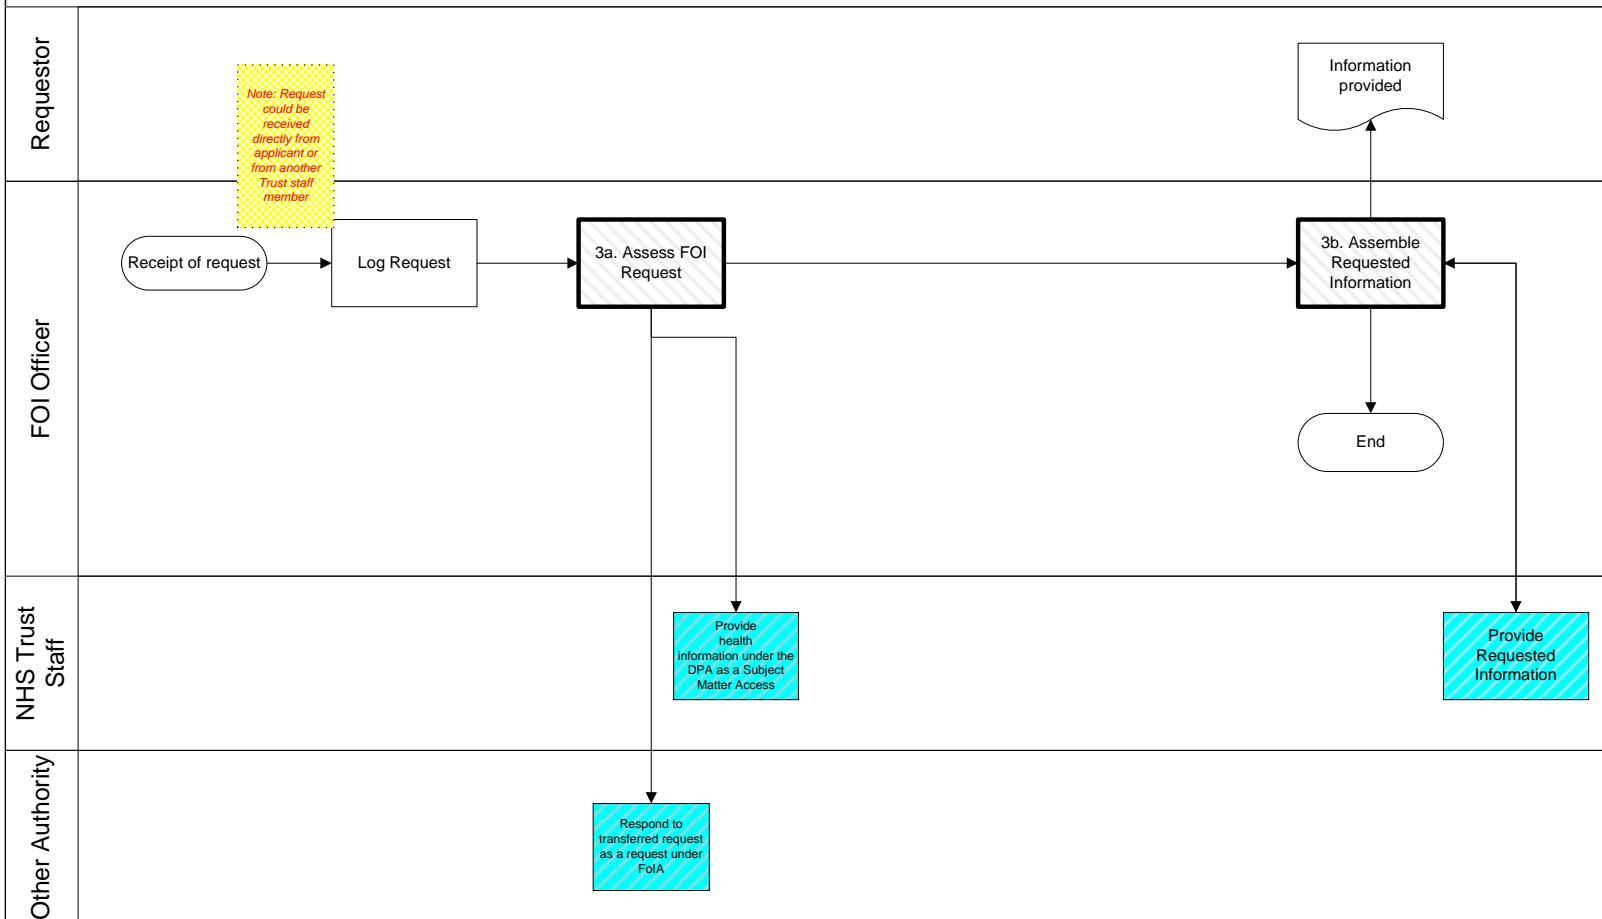 Requestor
Note: Request
could be
received
directly from
applicant or
from another
Trust staff
member
Information
provided
FOI Officer
Receipt of request
Log Request
3a. Assess FOI
Request
3b. Assemble
Requested
Information
End
NHS Trust
Staff
Provide
health
information under the
DPA as a Subject
Matter Access
Provide
Requested
Information
Other Authority
Respond to
transferred request
as a request under
FoIA